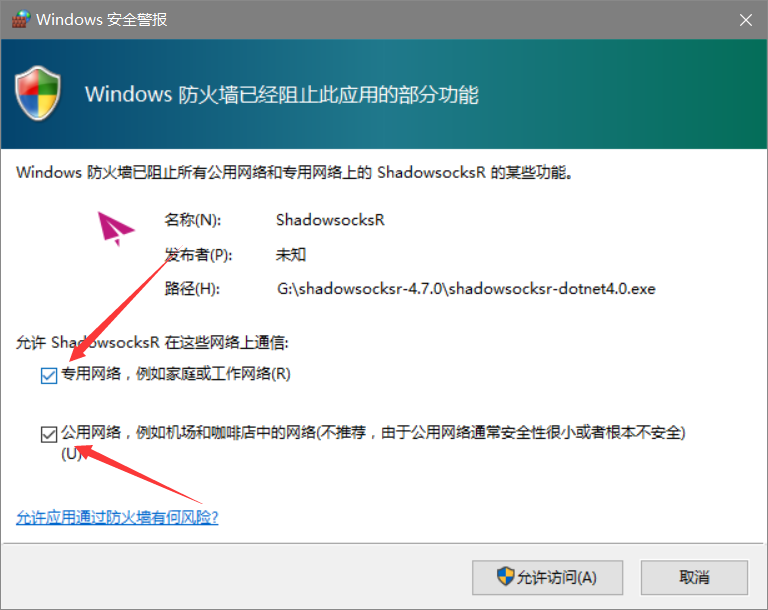 Windows 安全警报
Windows 防火墙已经阻止此应用的部分功能
Windows 防火墙已阻止所有公用网络和专用网络上的 ShadowsocksR 的某些功能。
名称(N): ShadowsocksR
发布者(P): 未知
路径(H): G:\shadowsocksr-4.7.0\shadowsocksr-dotnet4.0.exe
允许 ShadowsocksR 在这些网络上通信:
专用网络，例如家庭或工作网络(R)
公用网络，例如机场和咖啡店中的网络(不推荐，由于公用网络通常安全性很小或者根本不安全)
(U)
允许应用通过防火墙有何风险?
允许访问(A) 取消